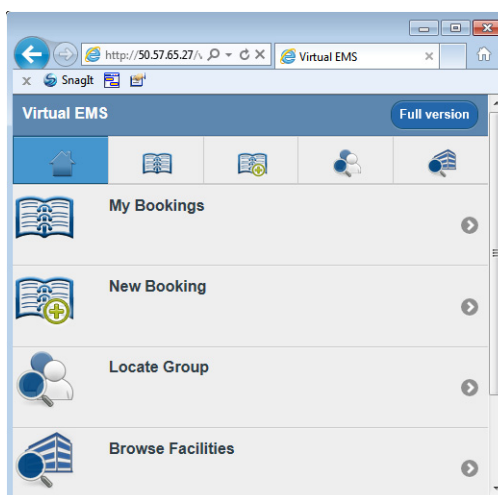 http://50.57.65.27/ Virtual EMS
x SnagIt
Virtual EMS Full version
My Bookings
New Booking
Locate Group
Browse Facilities